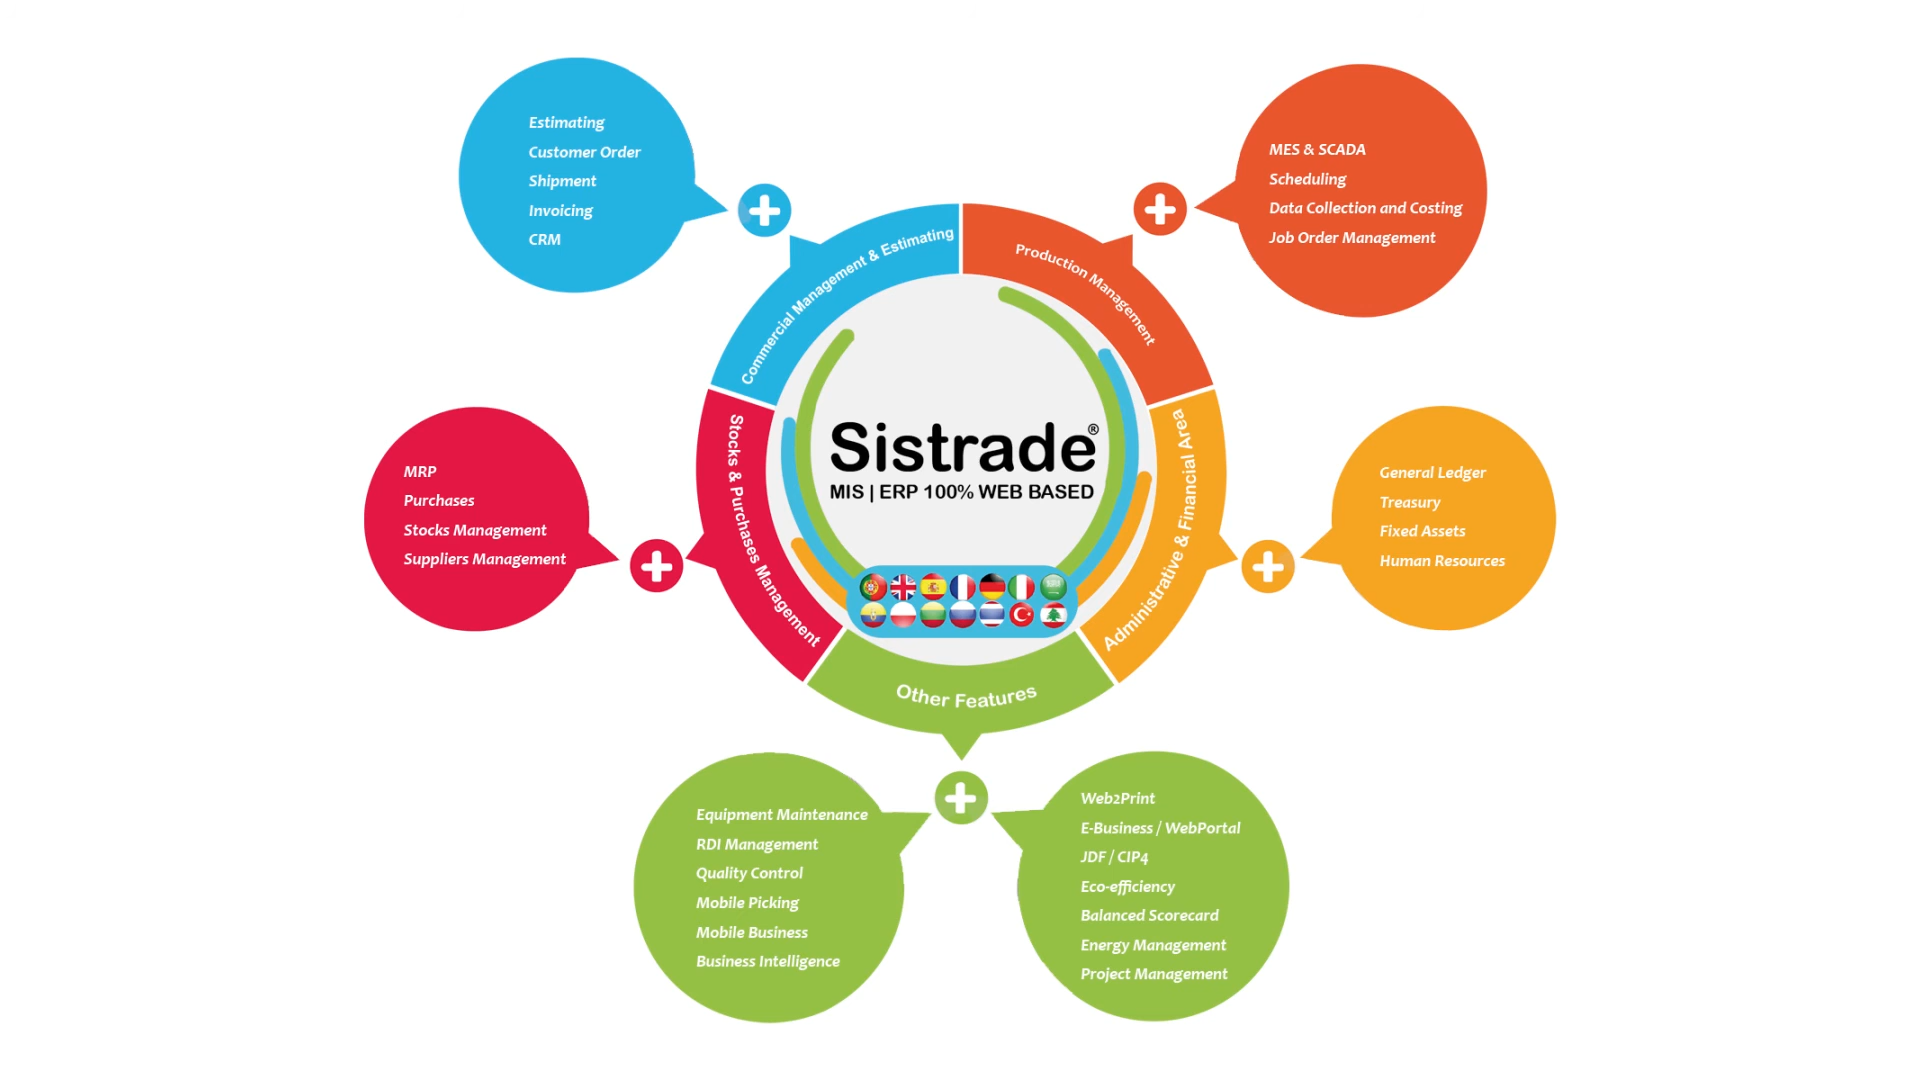 Estimating
Customer Order
Shipment
Invoicing
CRM
MES & SCADA
Scheduling
Data Collection and Costing
Job Order Management
Commercial Management & Estimating
Production Management
Stocks & Purchases Management
Administrative & Financial Area
Sistrade®
MIS | ERP 100% WEB BASED
MRP
Purchases
Stocks Management
Suppliers Management
General Ledger
Treasury
Fixed Assets
Human Resources
Other Features
Equipment Maintenance
RDI Management
Quality Control
Mobile Picking
Mobile Business
Business Intelligence
Web2Print
E-Business / WebPortal
JDF / CIP4
Eco-efficiency
Balanced Scorecard
Energy Management
Project Management